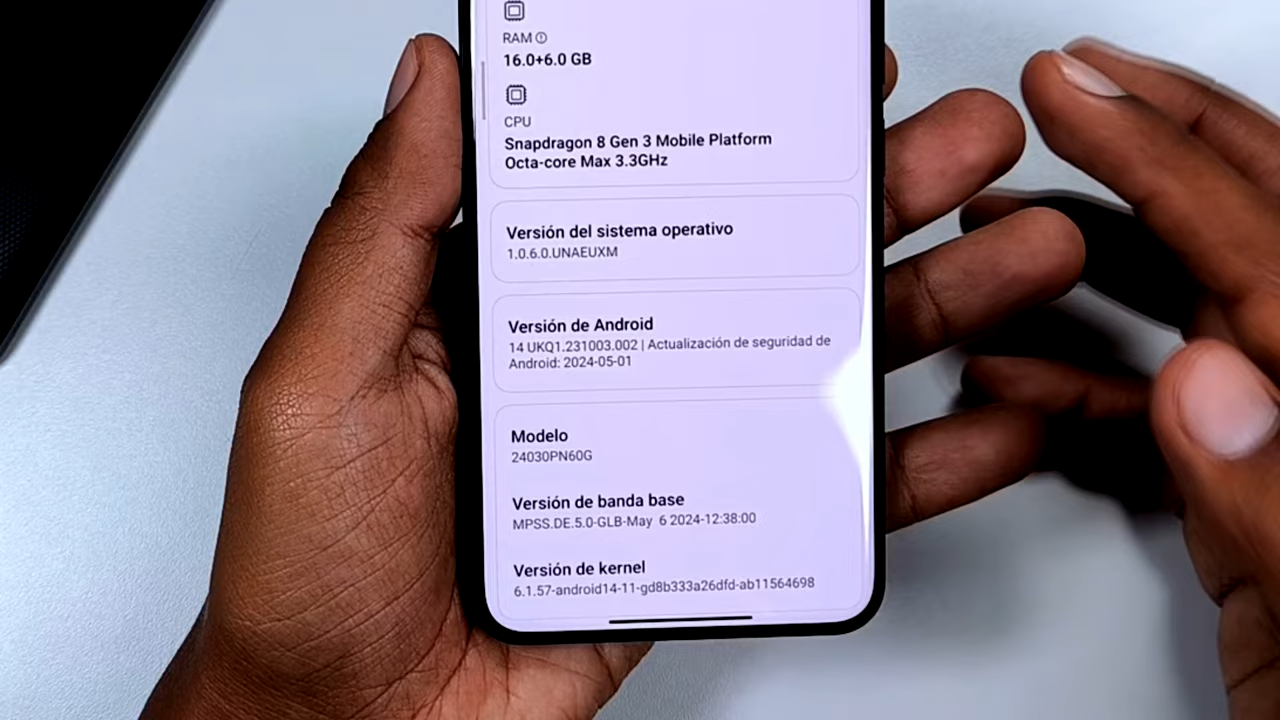 RAM
16.0+6.0 GB
CPU
Snapdragon 8 Gen 3 Mobile Platform
Octa-core Max 3.3GHz
Versión del sistema operativo
1.0.6.0.UNAEUXM
Versión de Android
14 UKQ1.231003.002 | Actualización de seguridad de
Android: 2024-05-01
Modelo
24030PN60G
Versión de banda base
MPSS.DE.5.0-GLB-May 6 2024-12:38:00
Versión de kernel
6.1.57-android14-11-gd8b333a26dfd-ab11564698